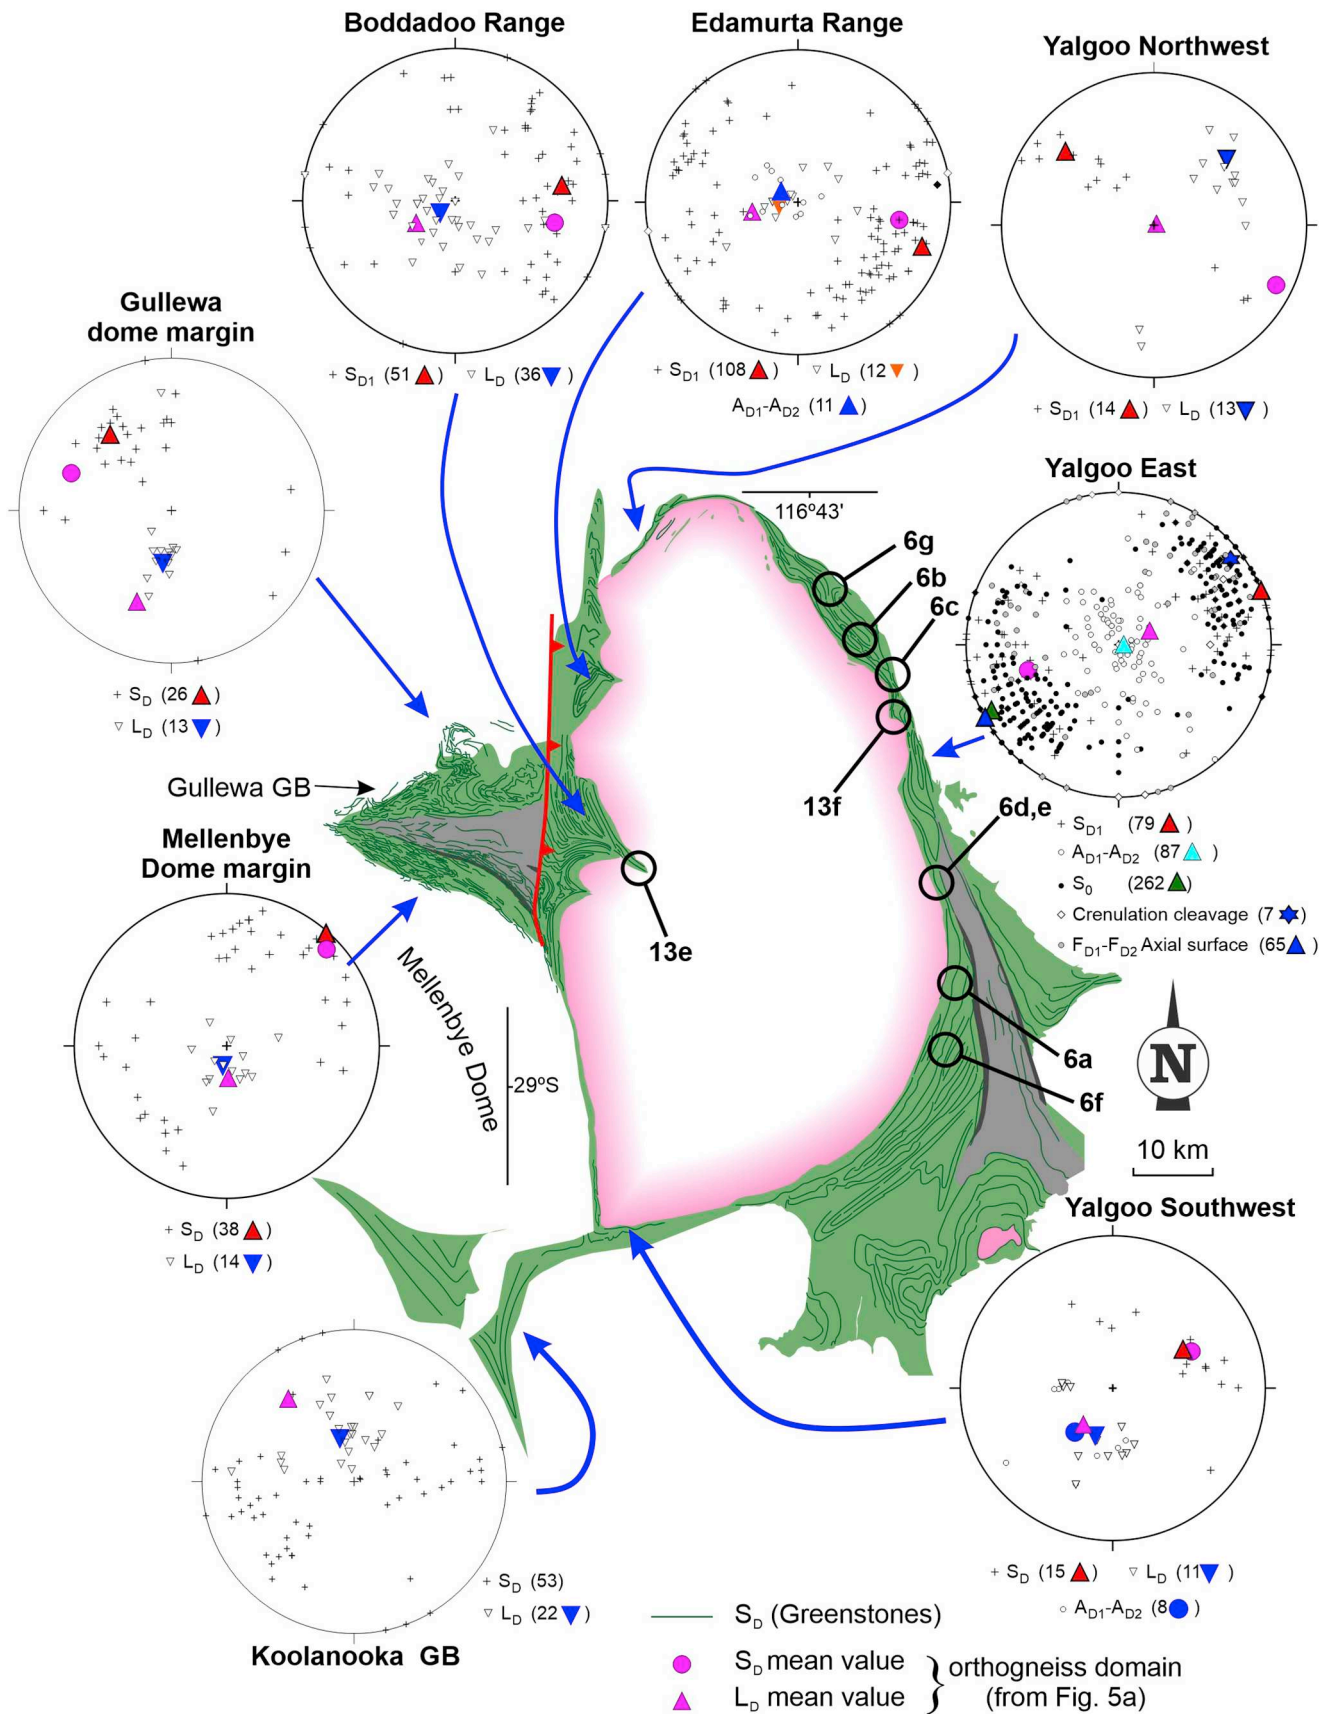 Boddadoo Range
Edamurta Range
Yalgoo Northwest
+ SD1 (51 ) ▽ LD (36 )
+ SD1 (108 ) ▽ LD (12 )
AD1-AD2 (11 )
+ SD1 (14 ) ▽ LD (13 )
Gullewa
dome margin
+ SD (26 )
▽ LD (13 )
116º43'
Yalgoo East
6g
6b
6c
13f
6d,e
13e
6a
6f
+ SD1 (79 )
○ AD1-AD2 (87 )
• S0 (262 )
◇ Crenulation cleavage (7 )
FD1-FD2 Axial surface (65 )
Gullewa GB
Mellenbye
Dome margin
Mellenbye Dome
29ºS
N
10 km
+ SD (38 )
▽ LD (14 )
Yalgoo Southwest
+ SD (15 ) ▽ LD (11 )
○ AD1-AD2 (8 )
+ SD (53)
▽ LD (22 )
Koolanooka GB
SD (Greenstones)
SD mean value
LD mean value
} orthogneiss domain
(from Fig. 5a)